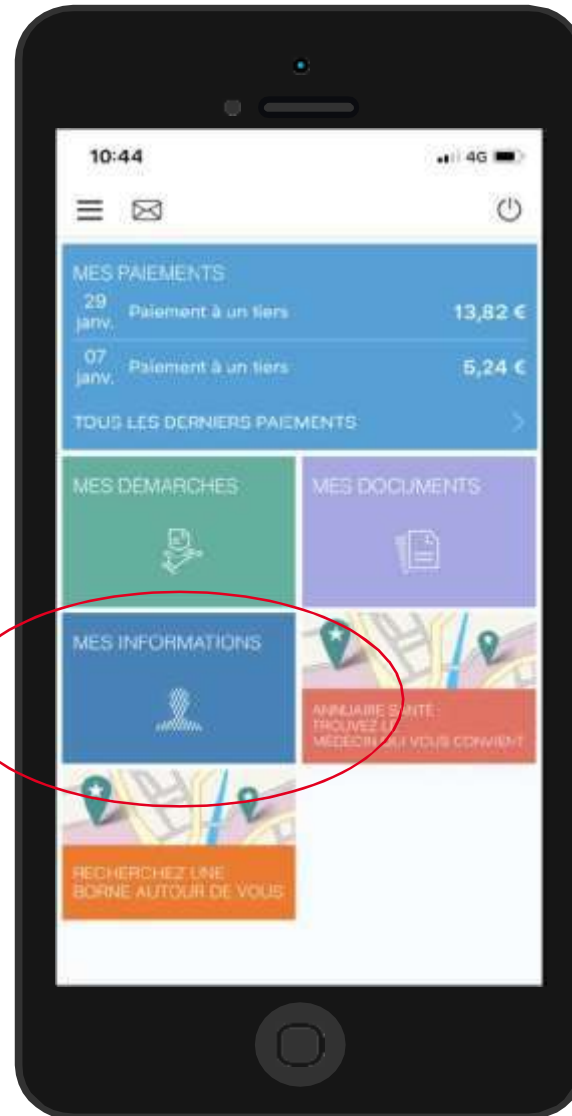 10:44
4G
MES PAIEMENTS
29 janv. Paiement à un tiers 13,82 €
07 janv. Paiement à un tiers 5,24 €
TOUS LES DERNIERS PAIEMENTS
MES DÉMARCHES
MES DOCUMENTS
MES INFORMATIONS
ANNUAIRE SANTÉ
TROUVEZ LE
MÉDECIN QUI VOUS CONVIENT
RECHERCHEZ UNE
BORNE AUTOUR DE VOUS